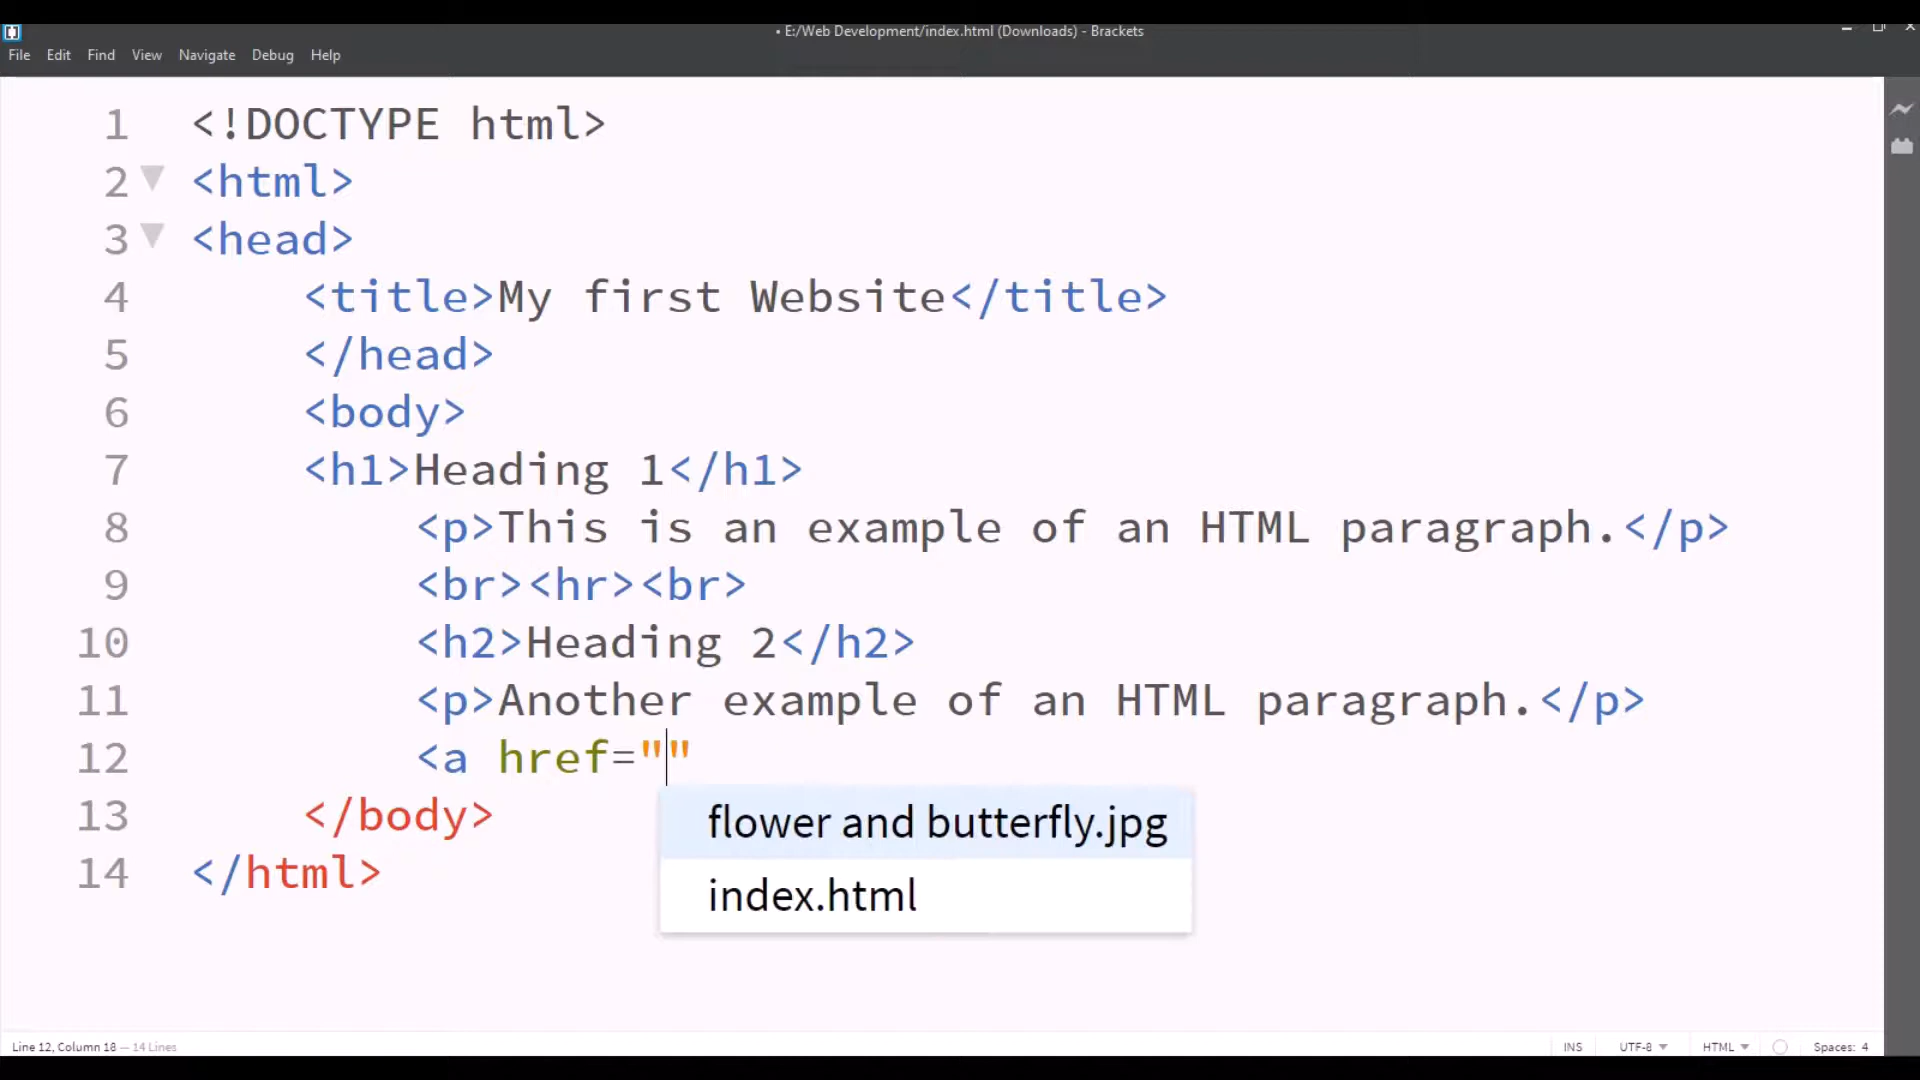 • E:/Web Development/index.html (Downloads) - Brackets
File Edit Find View Navigate Debug Help
1 <!DOCTYPE html>
2 <html>
3 <head>
4 <title>My first Website</title>
5 </head>
6 <body>
7 <h1>Heading 1</h1>
8 <p>This is an example of an HTML paragraph.</p>
9 <br><hr><br>
10 <h2>Heading 2</h2>
11 <p>Another example of an HTML paragraph.</p>
12 <a href=""
13 </body>
flower and butterfly.jpg
14 </html>
index.html
Line 12, Column 18 — 14 Lines INS UTF-8 HTML Spaces: 4